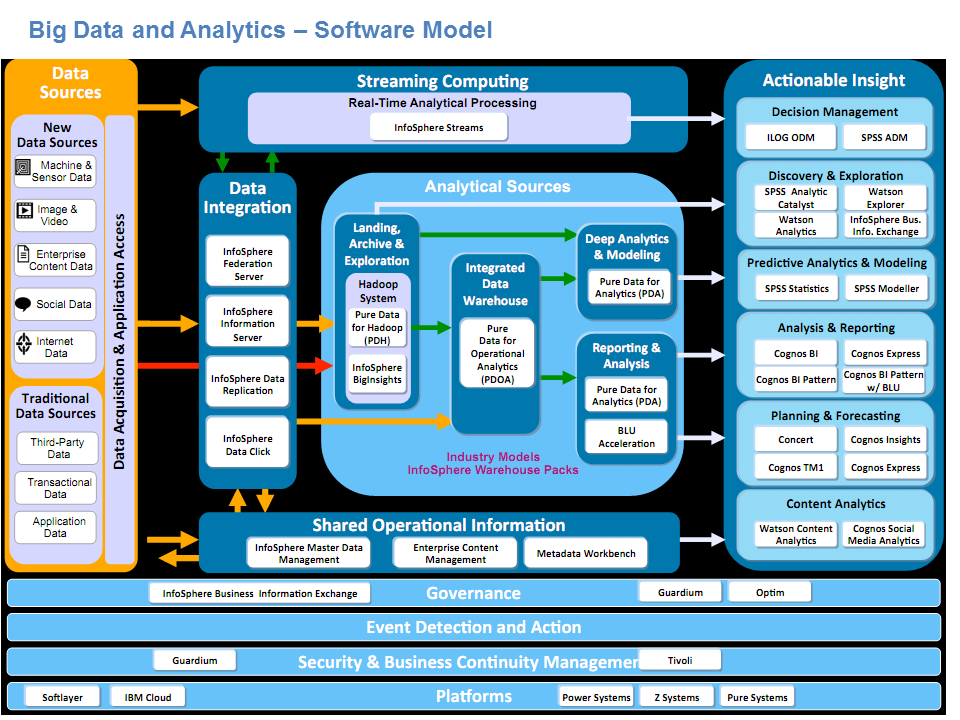 Big Data and Analytics – Software Model
Data
Sources
New
Data Sources
Machine &
Sensor Data
Image &
Video
Enterprise
Content Data
Social Data
Internet
Data
Traditional
Data Sources
Third-Party
Data
Transactional
Data
Application
Data
Data Acquisition & Application Access
Streaming Computing
Real-Time Analytical Processing
InfoSphere Streams
Data
Integration
InfoSphere
Federation
Server
InfoSphere
Information
Server
InfoSphere Data
Replication
InfoSphere
Data Click
Analytical Sources
Landing,
Archive &
Exploration
Hadoop
System
Pure Data
for Hadoop
(PDH)
InfoSphere
BigInsights
Integrated
Data
Warehouse
Pure
Data for
Operational
Analytics
(PDOA)
Deep Analytics
& Modeling
Pure Data for
Analytics (PDA)
Reporting &
Analysis
Pure Data for
Analytics (PDA)
BLU
Acceleration
Industry Models
InfoSphere Warehouse Packs
Shared Operational Information
InfoSphere Master Data
Management
Enterprise Content
Management
Metadata Workbench
Actionable Insight
Decision Management
ILOG ODM
SPSS ADM
Discovery & Exploration
SPSS Analytic
Catalyst
Watson
Explorer
Watson
Analytics
InfoSphere Bus.
Info. Exchange
Predictive Analytics & Modeling
SPSS Statistics
SPSS Modeller
Analysis & Reporting
Cognos BI
Cognos Express
Cognos BI Pattern
Cognos BI Pattern
w/ BLU
Planning & Forecasting
Concert
Cognos Insights
Cognos TM1
Cognos Express
Content Analytics
Watson Content
Analytics
Cognos Social
Media Analytics
InfoSphere Business Information Exchange
Governance
Guardium
Optim
Event Detection and Action
Guardium
Security & Business Continuity Managemen
Tivoli
Softlayer
IBM Cloud
Platforms
Power Systems
Z Systems
Pure Systems